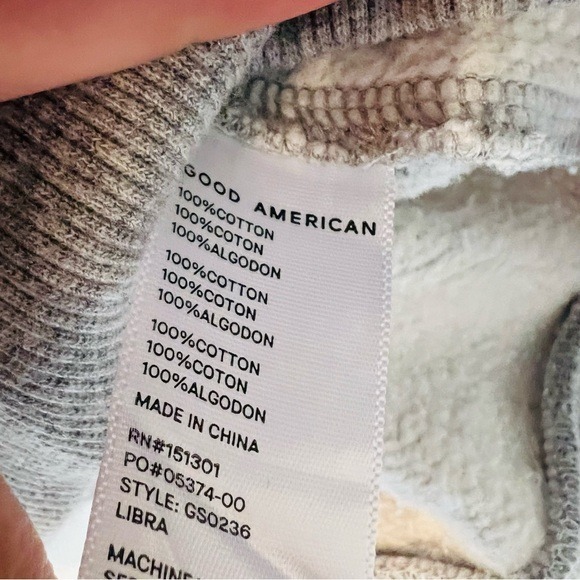 GOOD AMERICAN
100%COTTON
100%COTON
100%ALGODON
100%COTTON
100%COTON
100%ALGODON
100%COTTON
100%COTON
100%ALGODON
MADE IN CHINA
RN#151301
PO#05374-00
STYLE: GS0236
LIBRA
MACHINE